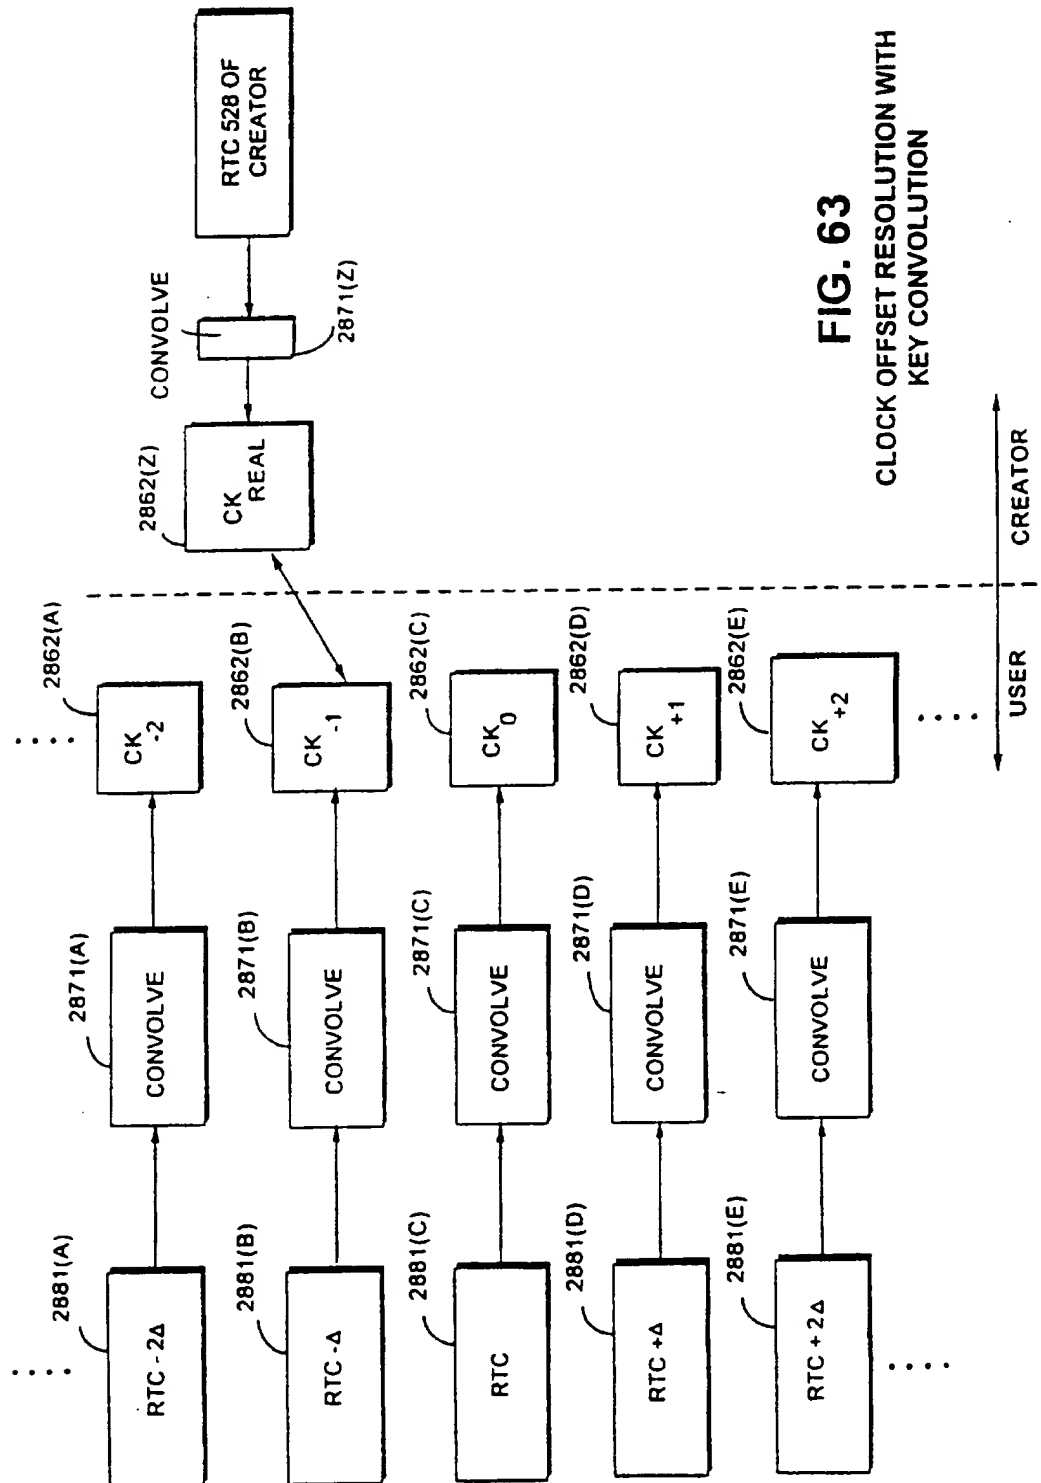 2881(A)
RTC - 2Δ
2871(A)
CONVOLVE
2862(A)
CK -2
2881(B)
RTC -Δ
2871(B)
CONVOLVE
2862(B)
CK -1
2881(C)
RTC
2871(C)
CONVOLVE
2862(C)
CK 0
2881(D)
RTC +Δ
2871(D)
CONVOLVE
2862(D)
CK +1
2881(E)
RTC + 2Δ
2871(E)
CONVOLVE
2862(E)
CK +2
2862(Z)
CK REAL
CONVOLVE
2871(Z)
RTC 528 OF
CREATOR
USER
CREATOR
FIG. 63
CLOCK OFFSET RESOLUTION WITH
KEY CONVOLUTION